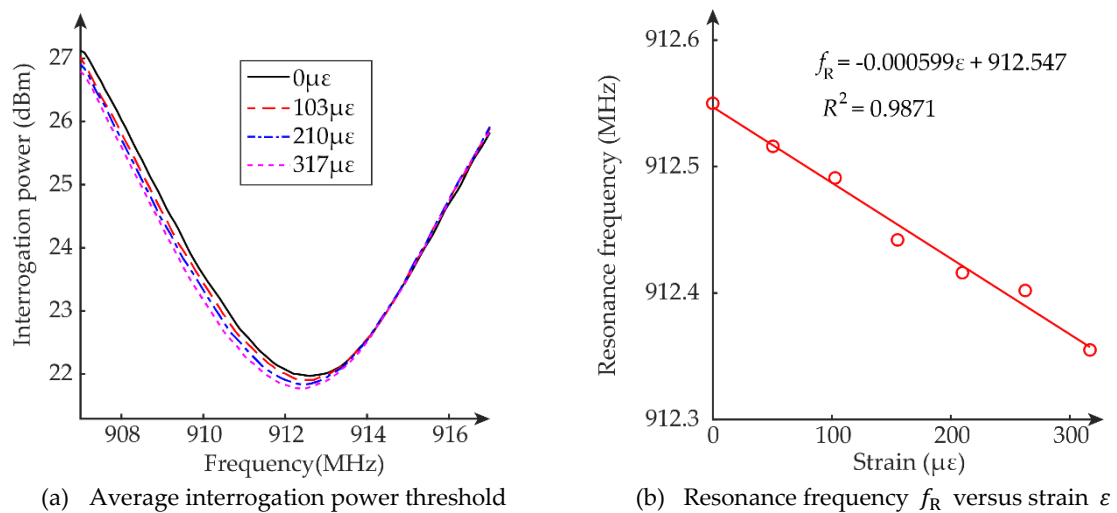 Interrogation power (dBm)
27
26
25
24
23
22
0με
103με
210με
317με
908
910
912
914
916
Frequency(MHz)
(a) Average interrogation power threshold
Resonance frequency (MHz)
912.6
912.5
912.4
912.3
f_R = -0.000599ε + 912.547
R² = 0.9871
0
100
200
300
Strain (με)
(b) Resonance frequency f_R versus strain ε